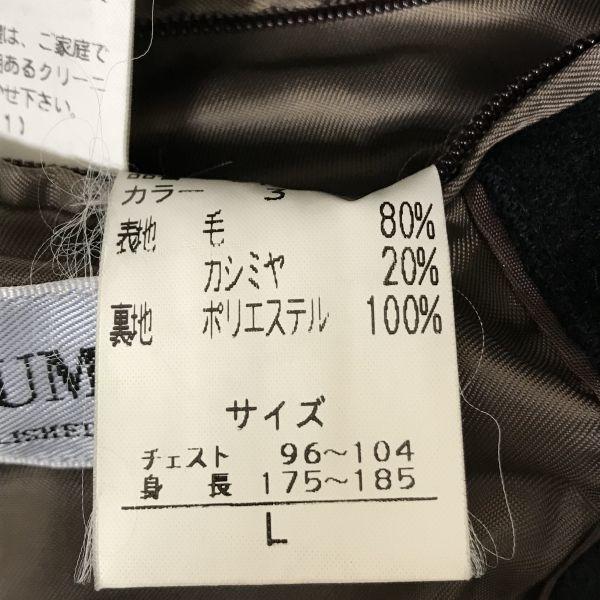 は、ご家庭で
あるクリーニ
せ下さい。
1)
カラー 3
表地 毛 80%
カシミヤ 20%
裏地 ポリエステル 100%
サイズ
チェスト 96～104
身長 175～185
L
UM
LISHED